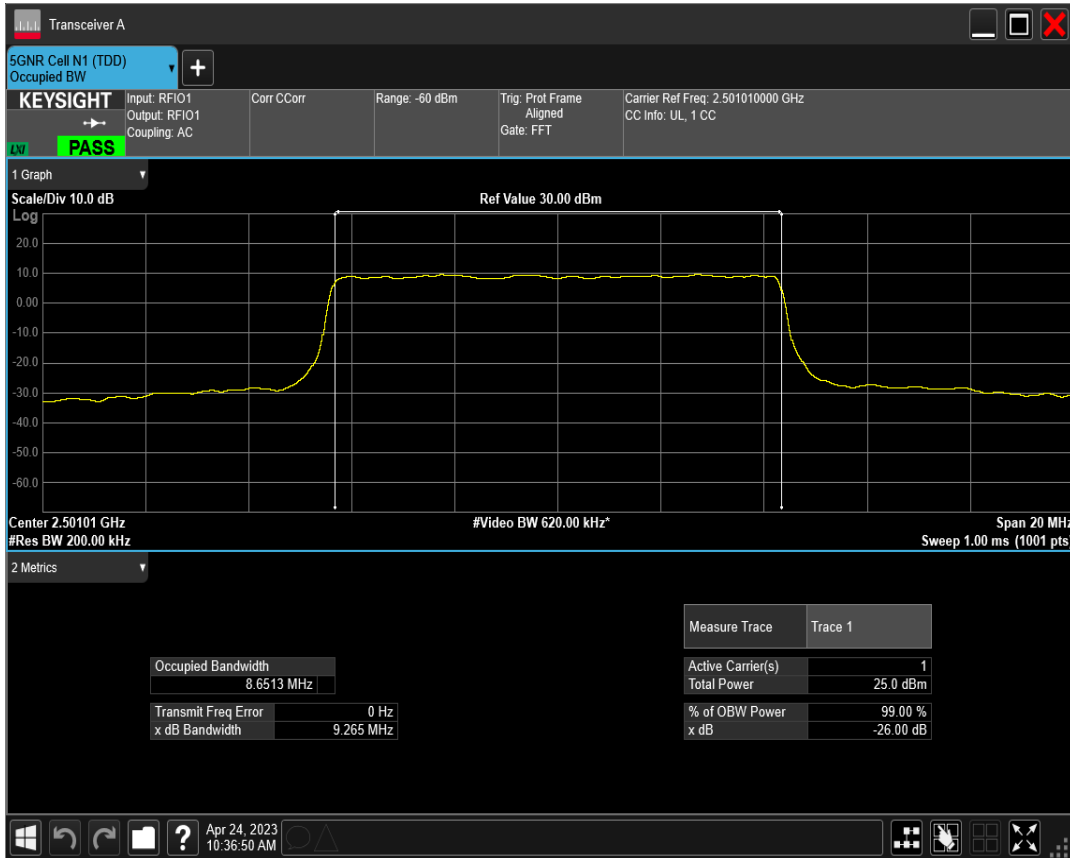 Transceiver A
5GNR Cell N1 (TDD)
Occupied BW
+
KEYSIGHT
LXI
PASS
Input: RFIO1
Output: RFIO1
Coupling: AC
Corr CCorr
Range: -60 dBm
Trig: Prot Frame
Aligned
Gate: FFT
Carrier Ref Freq: 2.501010000 GHz
CC Info: UL, 1 CC
1 Graph
Scale/Div 10.0 dB
Ref Value 30.00 dBm
Log
20.0
10.0
0.00
-10.0
-20.0
-30.0
-40.0
-50.0
-60.0
Center 2.50101 GHz
#Video BW 620.00 kHz*
Span 20 MHz
#Res BW 200.00 kHz
Sweep 1.00 ms (1001 pts)
2 Metrics
Measure Trace Trace 1
Occupied Bandwidth
8.6513 MHz
Active Carrier(s) 1
Total Power 25.0 dBm
Transmit Freq Error 0 Hz
x dB Bandwidth 9.265 MHz
% of OBW Power 99.00 %
x dB -26.00 dB
?
Apr 24, 2023
10:36:50 AM